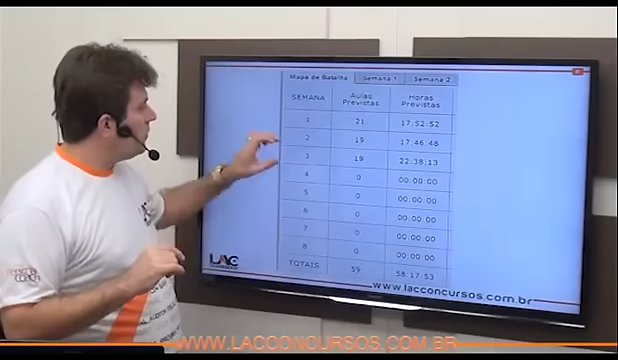 Mapa de Batalha Semana 1 Semana 2
SEMANA Aulas Previstas Horas Previstas
1 21 17:52:52
2 19 17:46:48
3 19 22:38:13
4 0 00:00:00
5 0 00:00:00
6 0 00:00:00
7 0 00:00:00
8 0 00:00:00
TOTAIS 59 58:17:53
LAC
CONCURSOS
www.lacconcursos.com.br
WWW.LACCONCURSOS.COM.BR